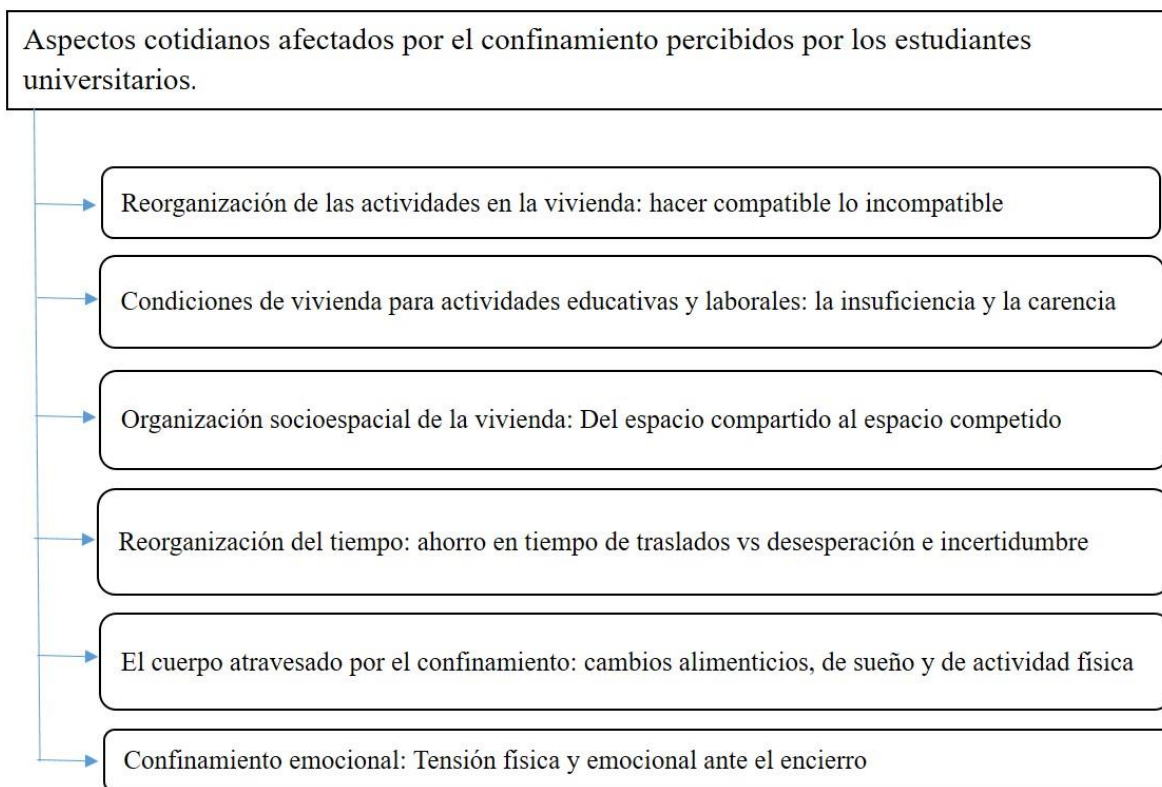 Aspectos cotidianos afectados por el confinamiento percibidos por los estudiantes
universitarios.
Reorganización de las actividades en la vivienda: hacer compatible lo incompatible
Condiciones de vivienda para actividades educativas y laborales: la insuficiencia y la carencia
Organización socioespacial de la vivienda: Del espacio compartido al espacio competido
Reorganización del tiempo: ahorro en tiempo de traslados vs desesperación e incertidumbre
El cuerpo atravesado por el confinamiento: cambios alimenticios, de sueño y de actividad física
Confinamiento emocional: Tensión física y emocional ante el encierro